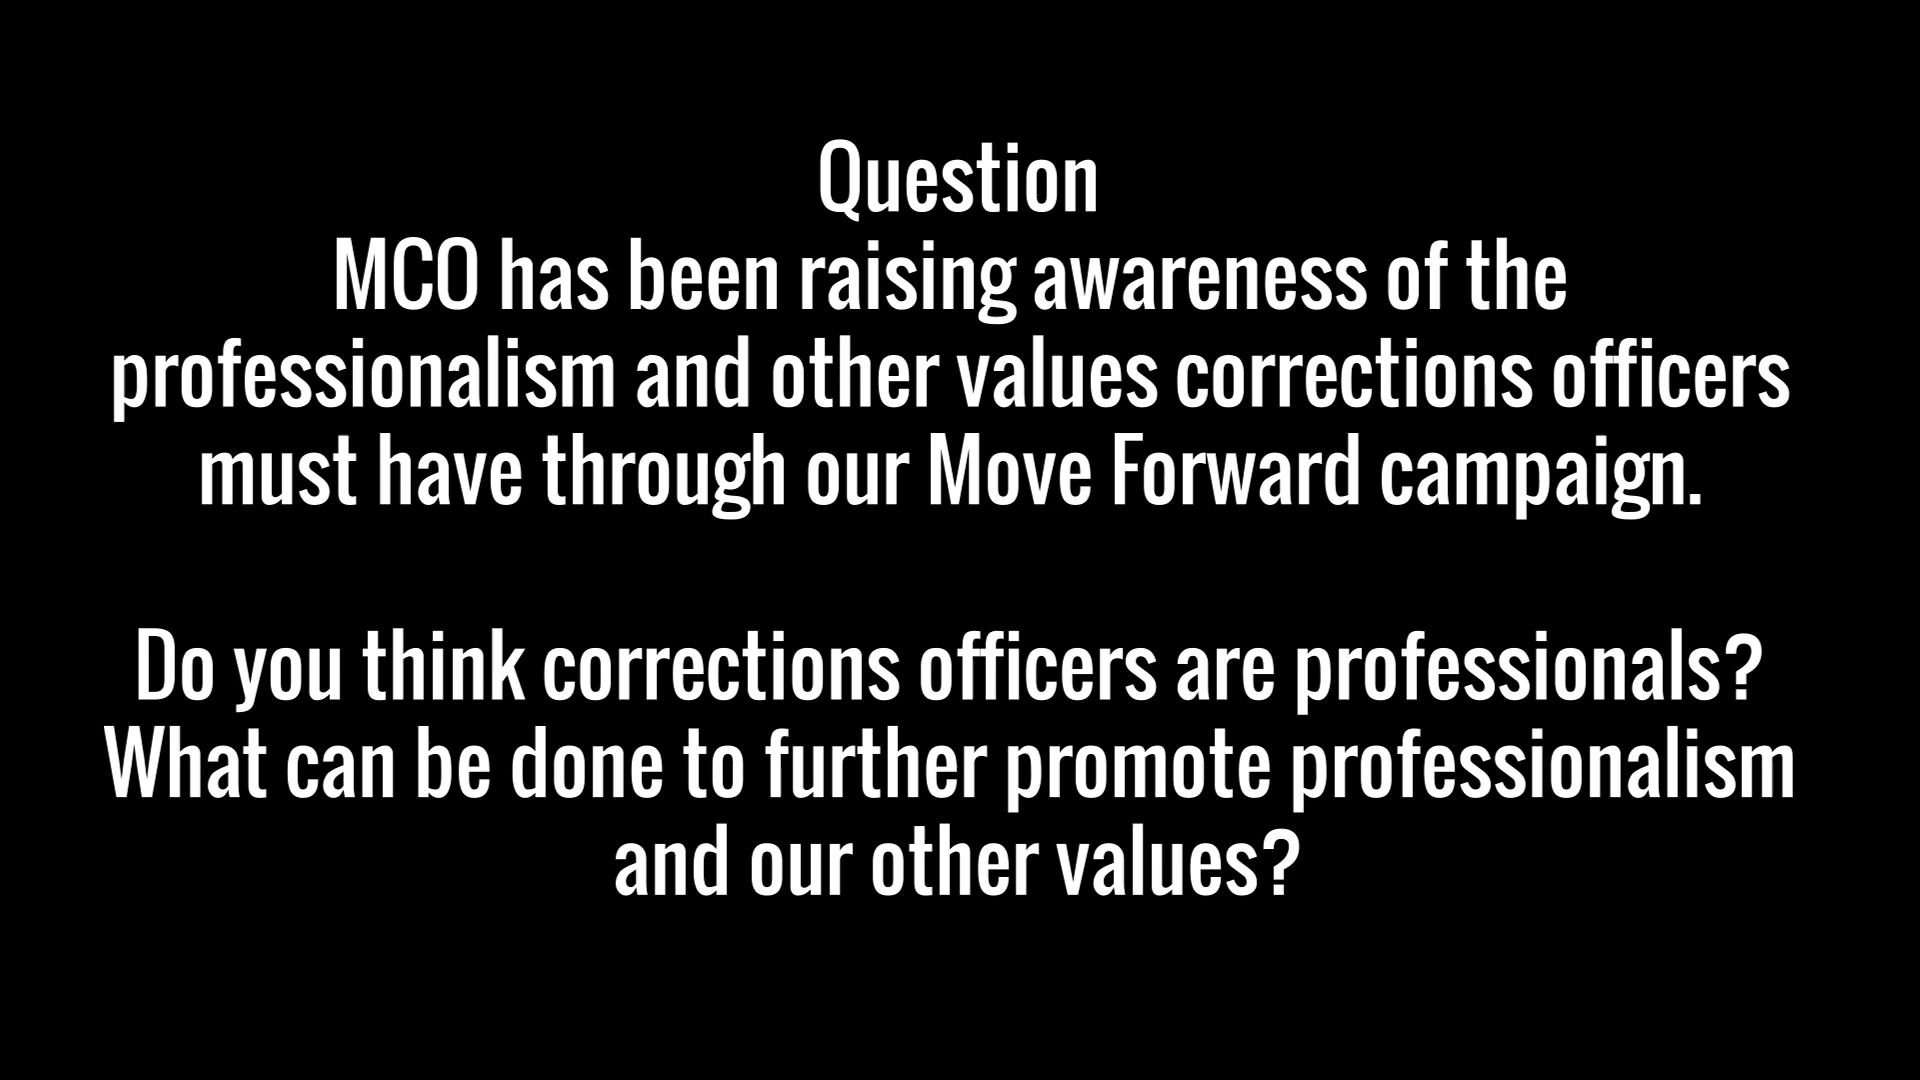 Question
MCO has been raising awareness of the
professionalism and other values corrections officers
must have through our Move Forward campaign.
Do you think corrections officers are professionals?
What can be done to further promote professionalism
and our other values?